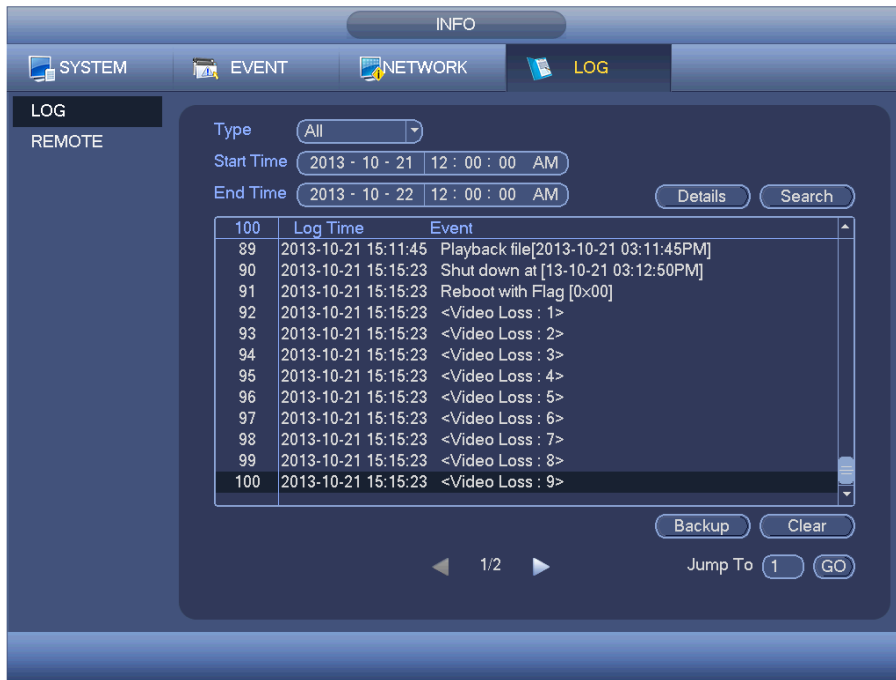 INFO
SYSTEM EVENT NETWORK LOG
LOG
REMOTE
Type All
Start Time 2013 - 10 - 21 12 : 00 : 00 AM
End Time 2013 - 10 - 22 12 : 00 : 00 AM Details Search
100 Log Time Event
89 2013-10-21 15:11:45 Playback file[2013-10-21 03:11:45PM]
90 2013-10-21 15:15:23 Shut down at [13-10-21 03:12:50PM]
91 2013-10-21 15:15:23 Reboot with Flag [0x00]
92 2013-10-21 15:15:23 <Video Loss : 1>
93 2013-10-21 15:15:23 <Video Loss : 2>
94 2013-10-21 15:15:23 <Video Loss : 3>
95 2013-10-21 15:15:23 <Video Loss : 4>
96 2013-10-21 15:15:23 <Video Loss : 5>
97 2013-10-21 15:15:23 <Video Loss : 6>
98 2013-10-21 15:15:23 <Video Loss : 7>
99 2013-10-21 15:15:23 <Video Loss : 8>
100 2013-10-21 15:15:23 <Video Loss : 9>
Backup Clear
1/2 Jump To 1 GO